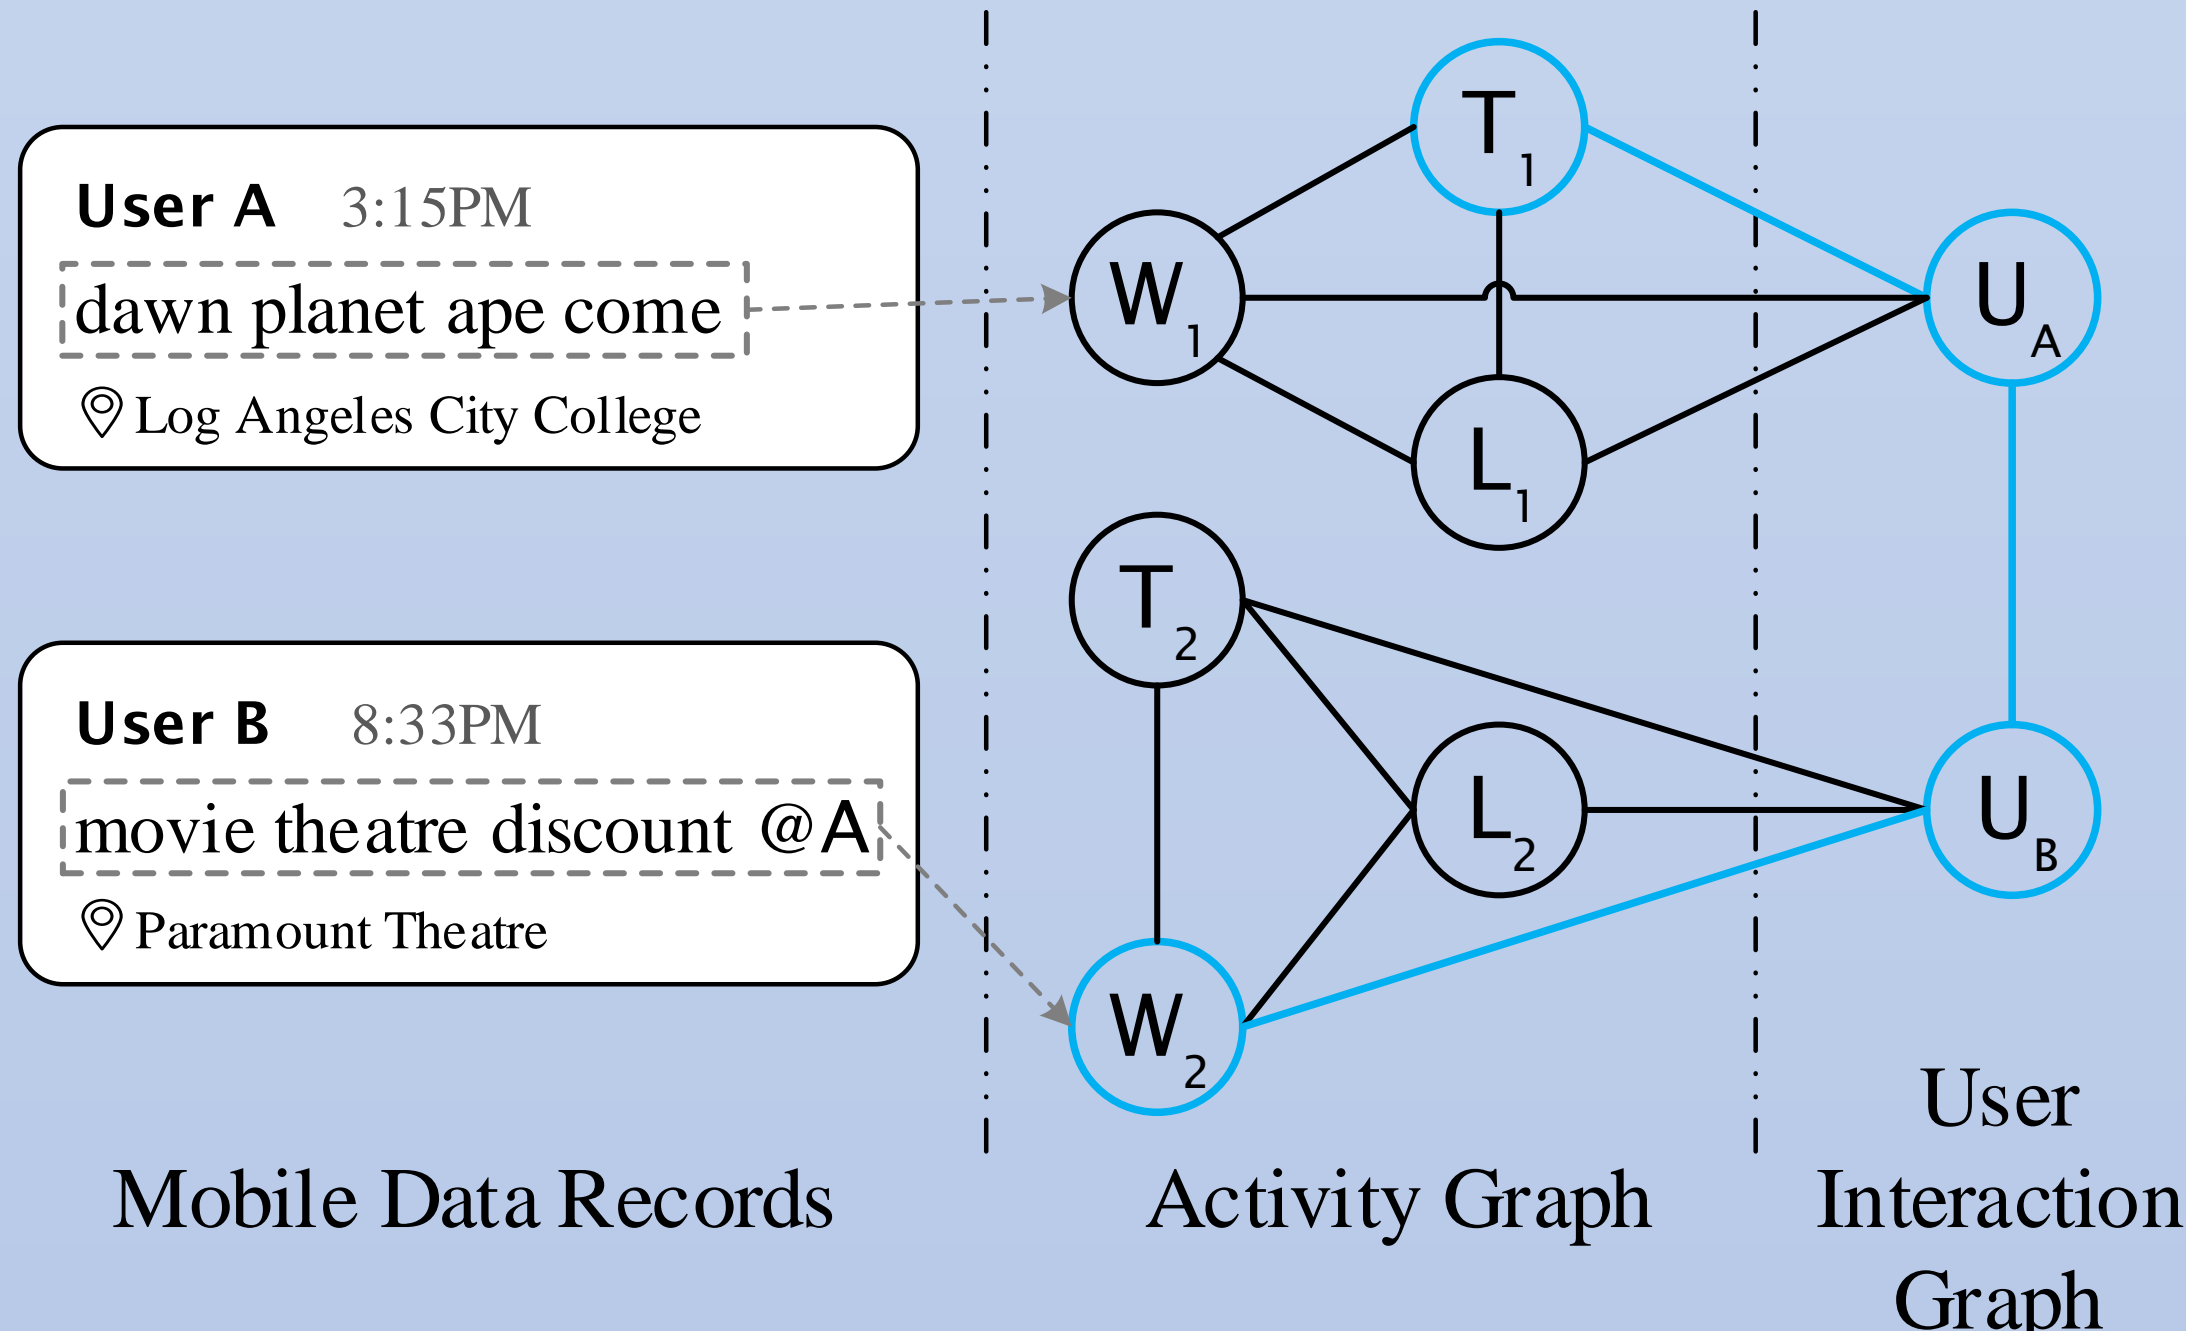 User A 3:15PM
dawn planet ape come
Log Angeles City College
User B 8:33PM
movie theatre discount @A
Paramount Theatre
T1
W1
L1
UA
T2
L2
UB
W2
Mobile Data Records
Activity Graph
User
Interaction
Graph